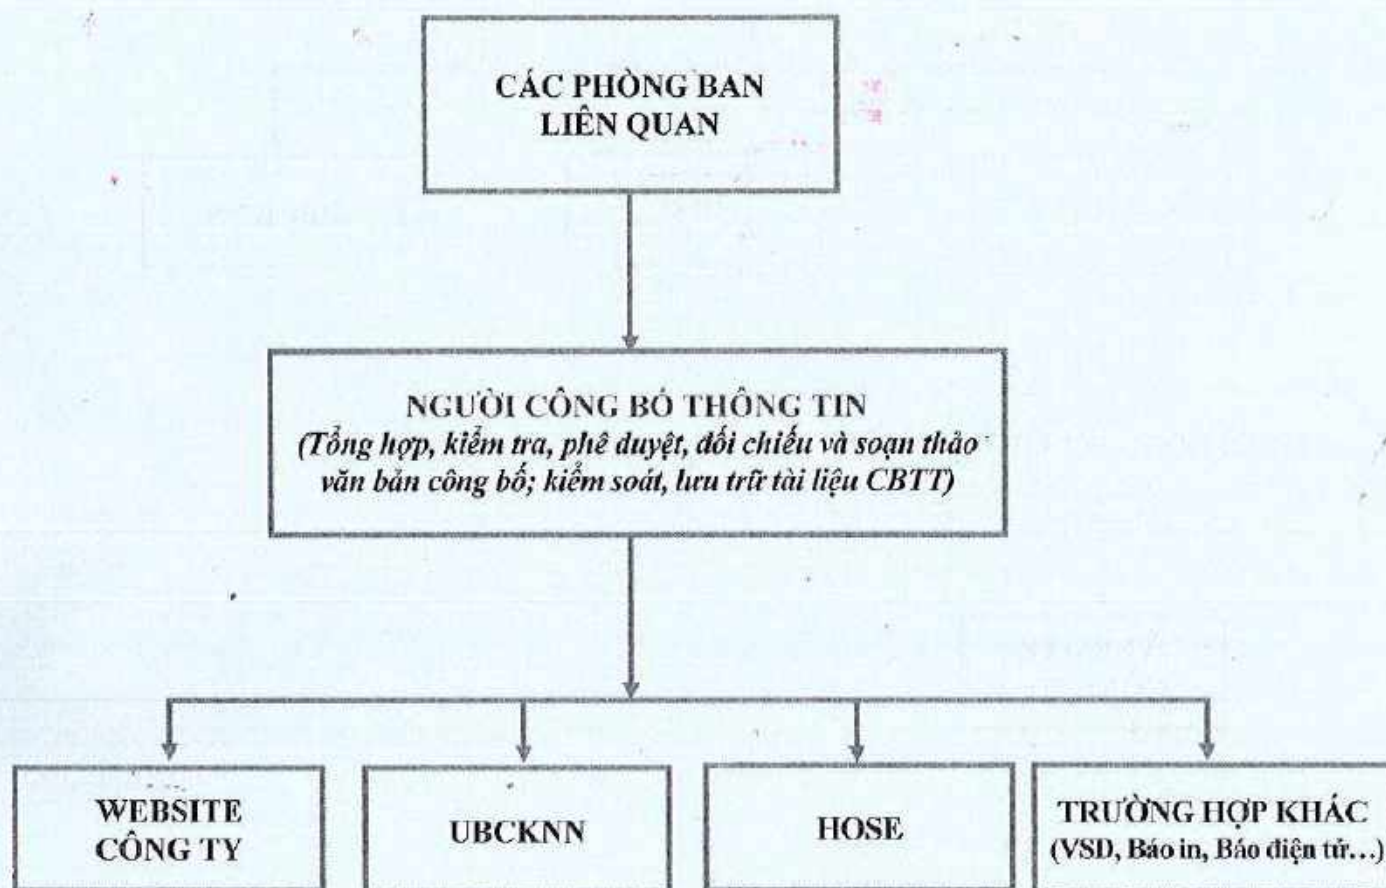 CÁC PHÒNG BAN
LIÊN QUAN
NGƯỜI CÔNG BỐ THÔNG TIN
(Tổng hợp, kiểm tra, phê duyệt, đối chiếu và soạn thảo
văn bản công bố; kiểm soát, lưu trữ tài liệu CBTT)
WEBSITE
CÔNG TY
UBCKNN
HOSE
TRƯỜNG HỢP KHÁC
(VSD, Báo in, Báo điện tử...)